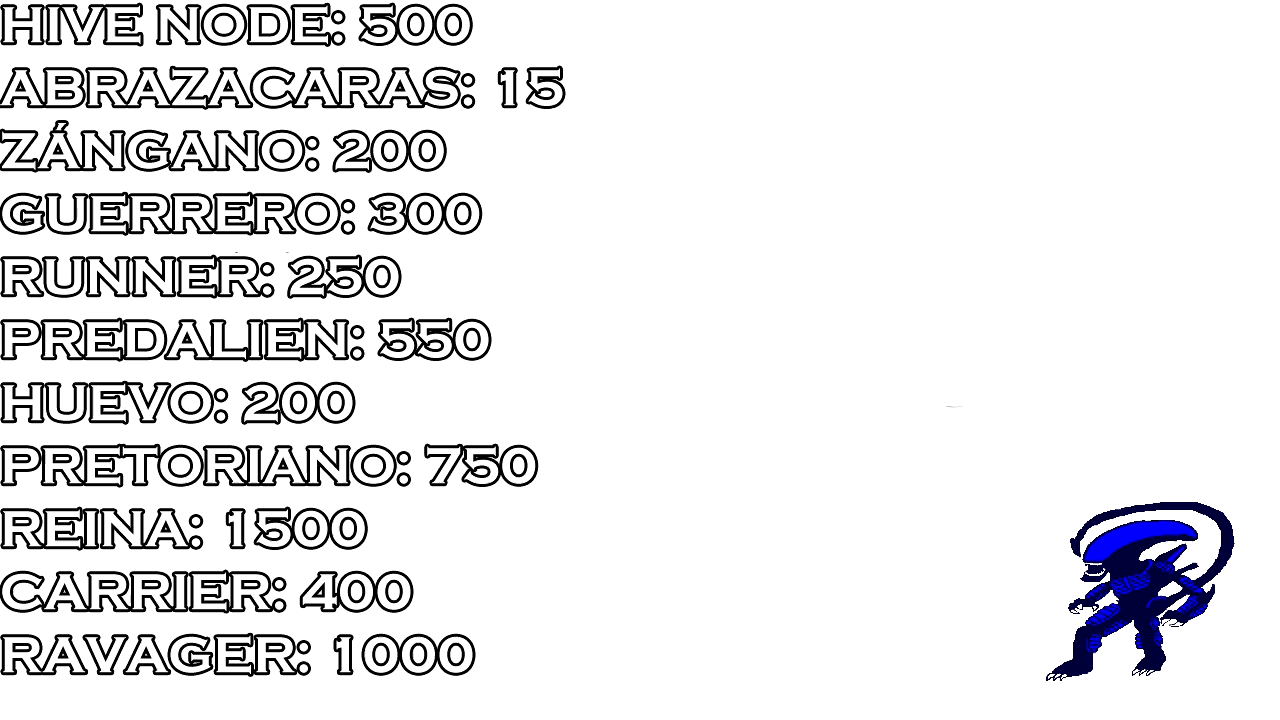 HIVE NODE: 500
ABRAZACARAS: 15
ZÁNGANO: 200
GUERRERO: 300
RUNNER: 250
PREDALIEN: 550
HUEVO: 200
PRETORIANO: 750
REINA: 1500
CARRIER: 400
RAVAGER: 1000